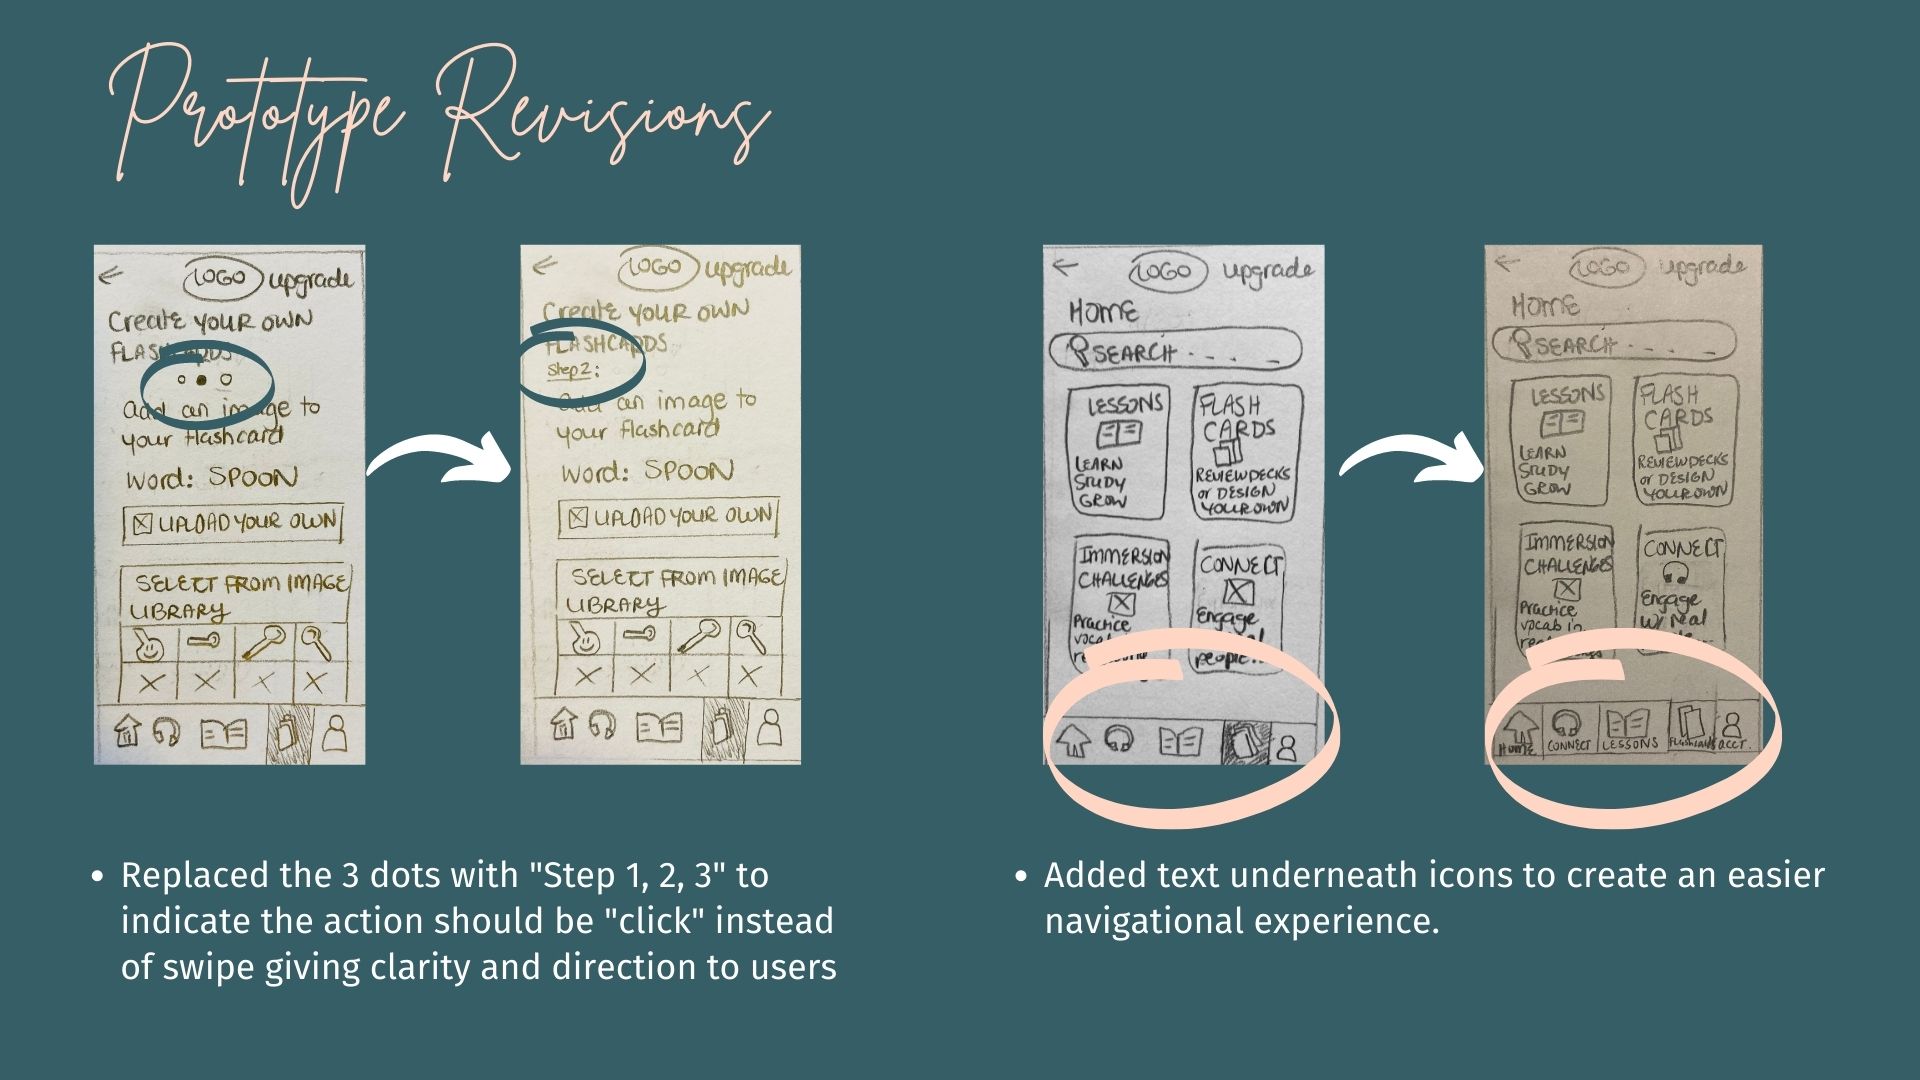 Prototype Revisions
LOGO upgrade
Create YOUR OWN
FLASHCARDS
add an image to
your flashcard
Word: SPOON
UPLOAD YOUR OWN
SELECT FROM IMAGE
LIBRARY
LOGO upgrade
Create YOUR OWN
FLASHCARDS
Step 2:
add an image to
your flashcard
Word: SPOON
UPLOAD YOUR OWN
SELECT FROM IMAGE
LIBRARY
LOGO upgrade
HOME
SEARCH
LESSONS
LEARN
STUDY
GROW
FLASH
CARDS
REVIEW DECKS
or DESIGN
YOUR OWN
IMMERSION
CHALLENGES
Practice
vocab
CONNECT
Engage
people
LOGO upgrade
HOME
SEARCH
LESSONS
LEARN
STUDY
GROW
FLASH
CARDS
REVIEW DECKS
or DESIGN
YOUR OWN
IMMERSION
CHALLENGES
Practice
vocab in
CONNECT
Engage
w/ real
HOME CONNECT LESSONS Flashcards ACCT.
• Replaced the 3 dots with "Step 1, 2, 3" to
indicate the action should be "click" instead
of swipe giving clarity and direction to users
• Added text underneath icons to create an easier
navigational experience.